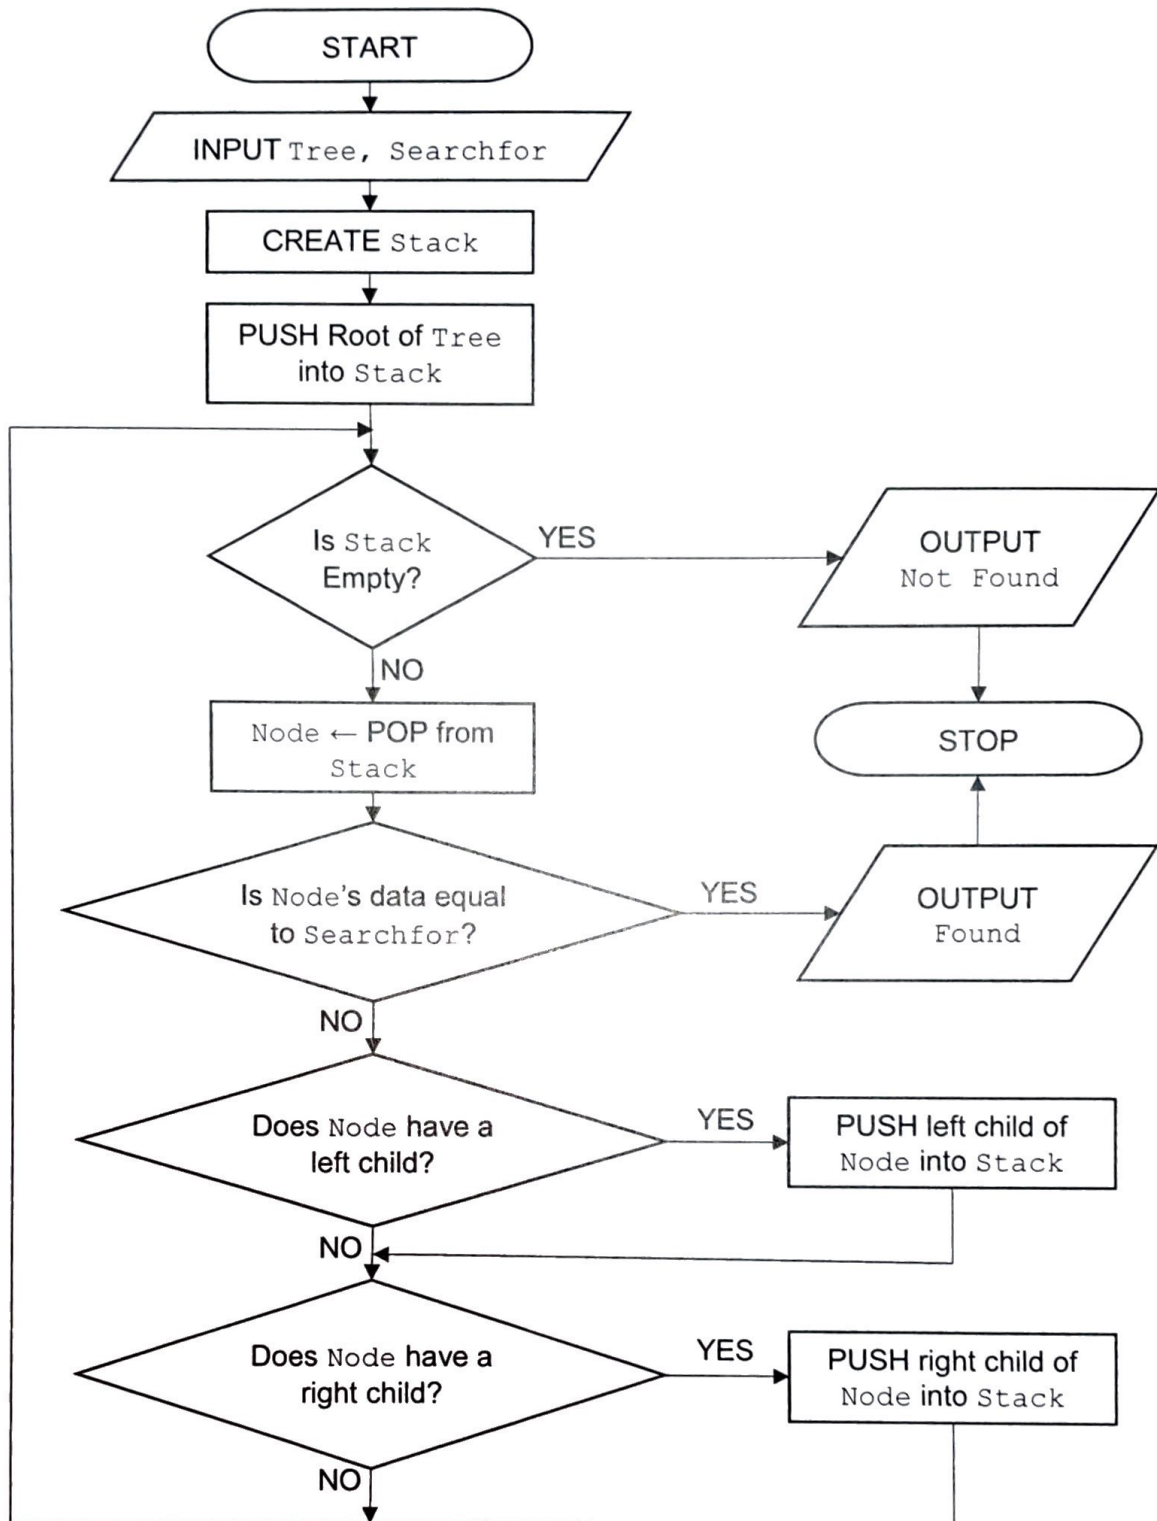 START
INPUT Tree, Searchfor
CREATE Stack
PUSH Root of Tree
into Stack
Is Stack
Empty?
YES
OUTPUT
Not Found
NO
Node ← POP from
Stack
STOP
Is Node's data equal
to Searchfor?
YES
OUTPUT
Found
NO
Does Node have a
left child?
YES
PUSH left child of
Node into Stack
NO
Does Node have a
right child?
YES
PUSH right child of
Node into Stack
NO